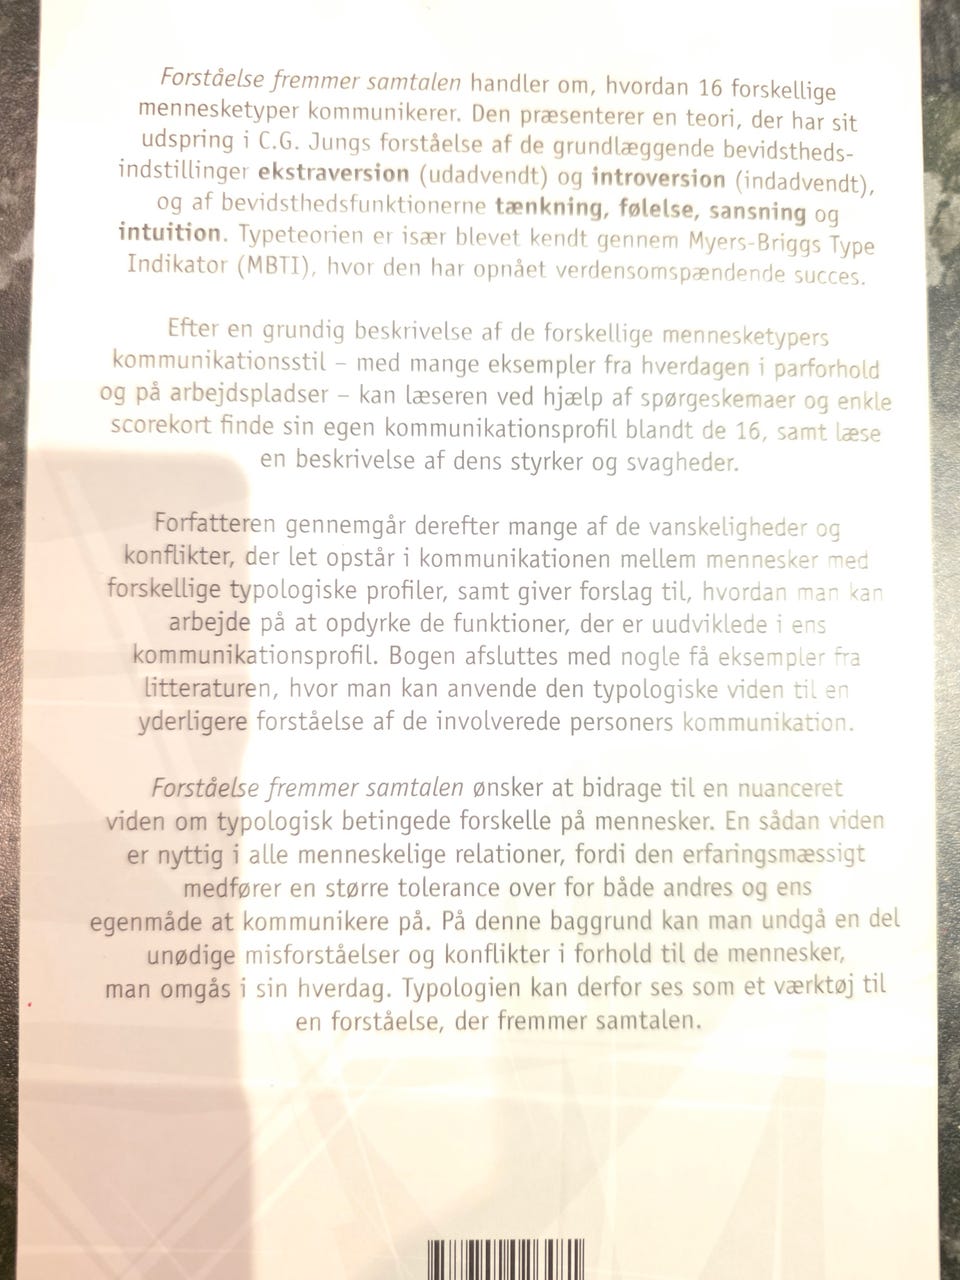 Forståelse fremmer samtalen handler om, hvordan 16 forskellige
mennesketyper kommunikerer. Den præsenterer en teori, der har sit
udspring i C.G. Jungs forståelse af de grundlæggende bevidstheds-
indstillinger ekstraversion (udadvendt) og introversion (indadvendt),
og af bevidsthedsfunktionerne tænkning, følelse, sansning og
intuition. Typeteorien er især blevet kendt gennem Myers-Briggs Type
Indikator (MBTI), hvor den har opnået verdensomspændende succes.
Efter en grundig beskrivelse af de forskellige mennesketypers
kommunikationsstil – med mange eksempler fra hverdagen i parforhold
og på arbejdspladser – kan læseren ved hjælp af spørgeskemaer og enkle
scorekort finde sin egen kommunikationsprofil blandt de 16, samt læse
en beskrivelse af dens styrker og svagheder.
Forfatteren gennemgår derefter mange af de vanskeligheder og
konflikter, der let opstår i kommunikationen mellem mennesker med
forskellige typologiske profiler, samt giver forslag til, hvordan man kan
arbejde på at opdyrke de funktioner, der er uudviklede i ens
kommunikationsprofil. Bogen afsluttes med nogle få eksempler fra
litteraturen, hvor man kan anvende den typologiske viden til en
yderligere forståelse af de involverede personers kommunikation.
Forståelse fremmer samtalen ønsker at bidrage til en nuanceret
viden om typologisk betingede forskelle på mennesker. En sådan viden
er nyttig i alle menneskelige relationer, fordi den erfaringsmæssigt
medfører en større tolerance over for både andres og ens
egenmåde at kommunikere på. På denne baggrund kan man undgå en del
unødige misforståelser og konflikter i forhold til de mennesker,
man omgås i sin hverdag. Typologien kan derfor ses som et værktøj til
en forståelse, der fremmer samtalen.